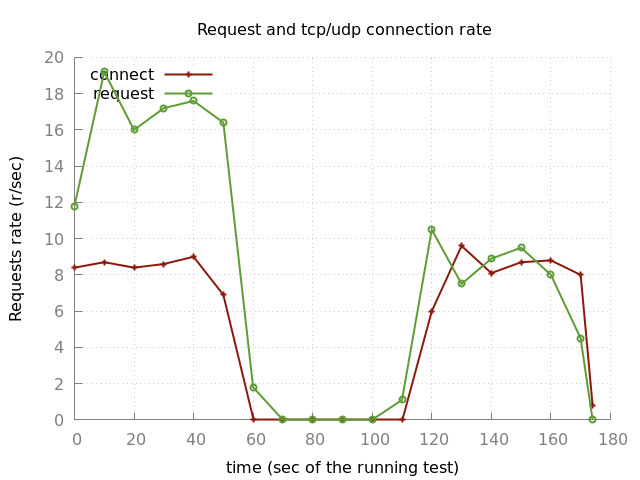 Request and tcp/udp connection rate
connect
request
20
18
16
14
12
10
8
6
4
2
0
Requests rate (r/sec)
0 20 40 60 80 100 120 140 160 180
time (sec of the running test)